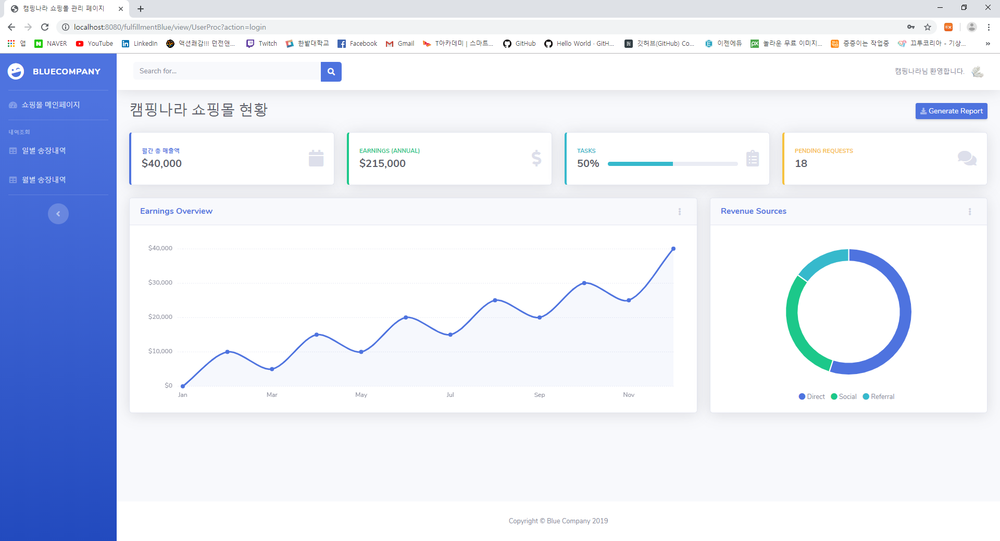 캠핑나라 쇼핑몰 관리 페이지
localhost:8080/fulfillmentBlue/view/UserProc?action=login
앱 NAVER YouTube LinkedIn 액션쾌감!!! 던전앤... Twitch 한밭대학교 Facebook Gmail T아카데미 | 스마트... GitHub Hello World · GitH... 깃허브(GitHub) Co... 이젠에듀 놀라운 무료 이미지... 증증이는 작업중 끄투코리아 - 기상... »
BLUECOMPANY
쇼핑몰 메인페이지
내역조회
일별 송장내역
월별 송장내역
Search for...
캠핑나라님 환영합니다.
캠핑나라 쇼핑몰 현황
Generate Report
월간 총 매출액
$40,000
EARNINGS (ANNUAL)
$215,000
TASKS
50%
PENDING REQUESTS
18
Earnings Overview
$40,000
$30,000
$20,000
$10,000
$0
Jan Mar May Jul Sep Nov
Revenue Sources
Direct Social Referral
Copyright © Blue Company 2019